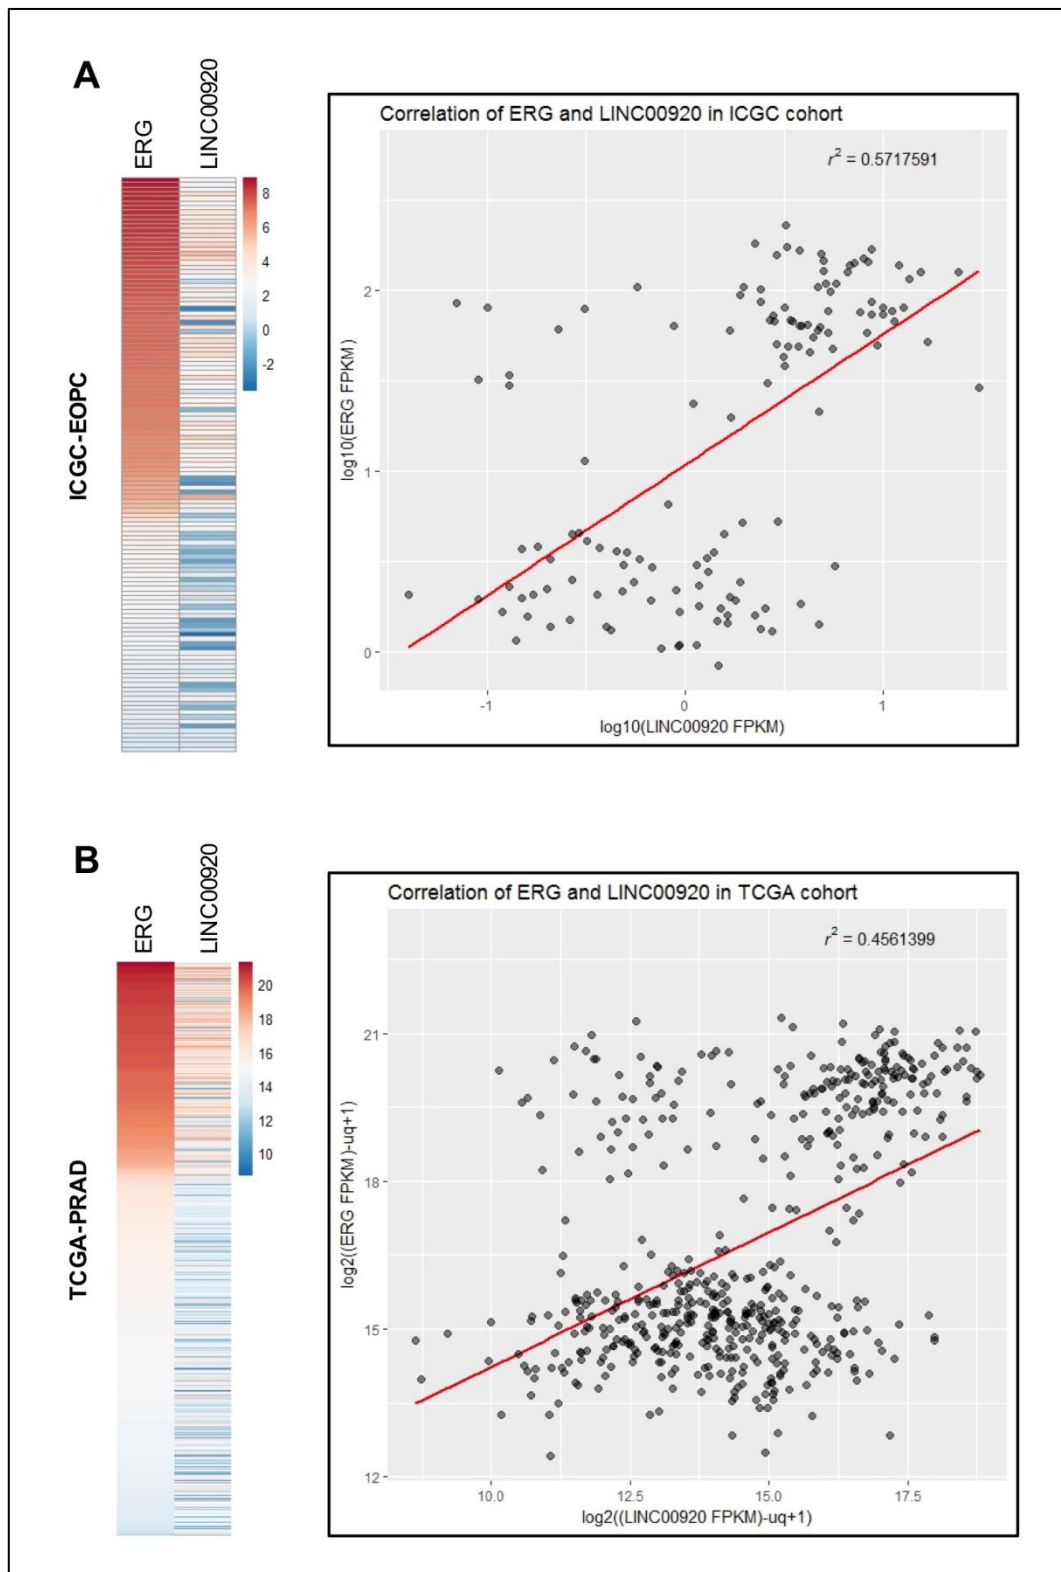 A
ERG
LINC00920
8
6
4
2
0
-2
ICGC-EOPC
Correlation of ERG and LINC00920 in ICGC cohort
r² = 0.5717591
log10(ERG FPKM)
2
1
0
-1
0
1
log10(LINC00920 FPKM)
B
ERG
LINC00920
20
18
16
14
12
10
TCGA-PRAD
Correlation of ERG and LINC00920 in TCGA cohort
r² = 0.4561399
log2((ERG FPKM)-uq+1)
21
18
15
12
10.0
12.5
15.0
17.5
log2((LINC00920 FPKM)-uq+1)